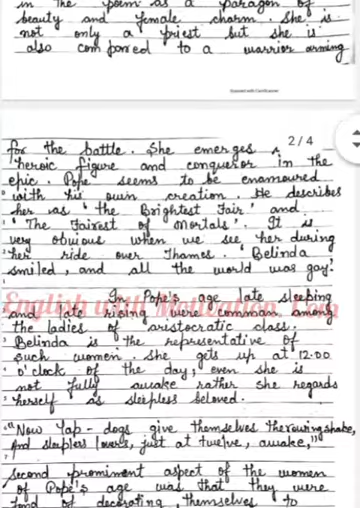 in the poem as a paragon of
beauty and female charm. She is
not only a priest but she is
also compared to a warrior arming
Scanned with CamScanner
2/4
for the battle. She emerges a
heroic figure and conqueror in the
epic. Pope seems to be enamoured
with his own creation. He describes
her as 'the Brightest Fair' and
'The Fairest of Mortals'. It is
very obvious when we see her during
her ride over Thames. 'Belinda
smiled, and all the world was gay!'
English with Motivation.Com
In Pope's age late sleeping
and late rising were common among
the ladies of aristocratic class.
Belinda is the representative of
such women. She gets up at 12.00
o'clock of the day, even she is
not fully awake rather she regards
herself as sleepless beloved.
"Now lap-dogs give themselves the rousing shake,
And sleepless lovers, just at twelve, awake,"
Second prominent aspect of the women
of Pope's age was that they were
fond of decorating themselves to